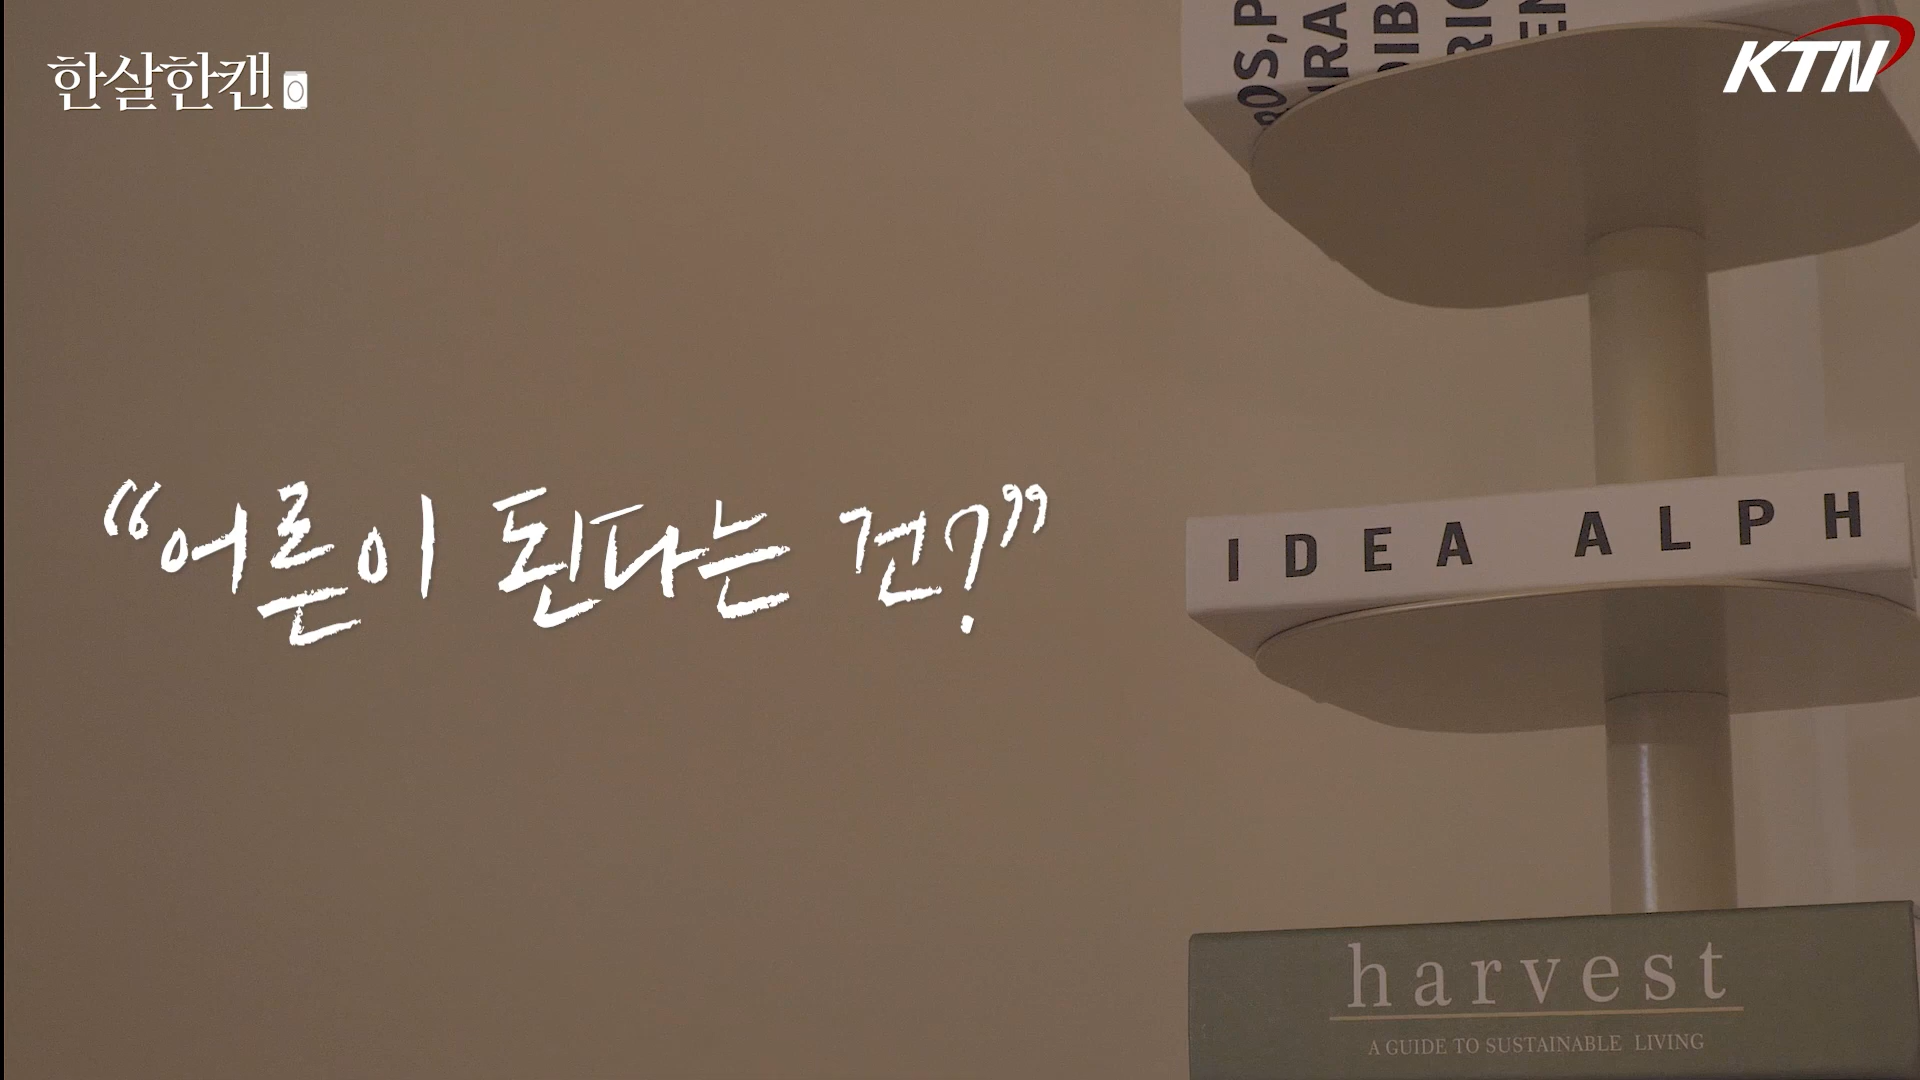 한살한캔
KTN
“어른이 된다는 건?”
IDEA ALPH
harvest
A GUIDE TO SUSTAINABLE LIVING